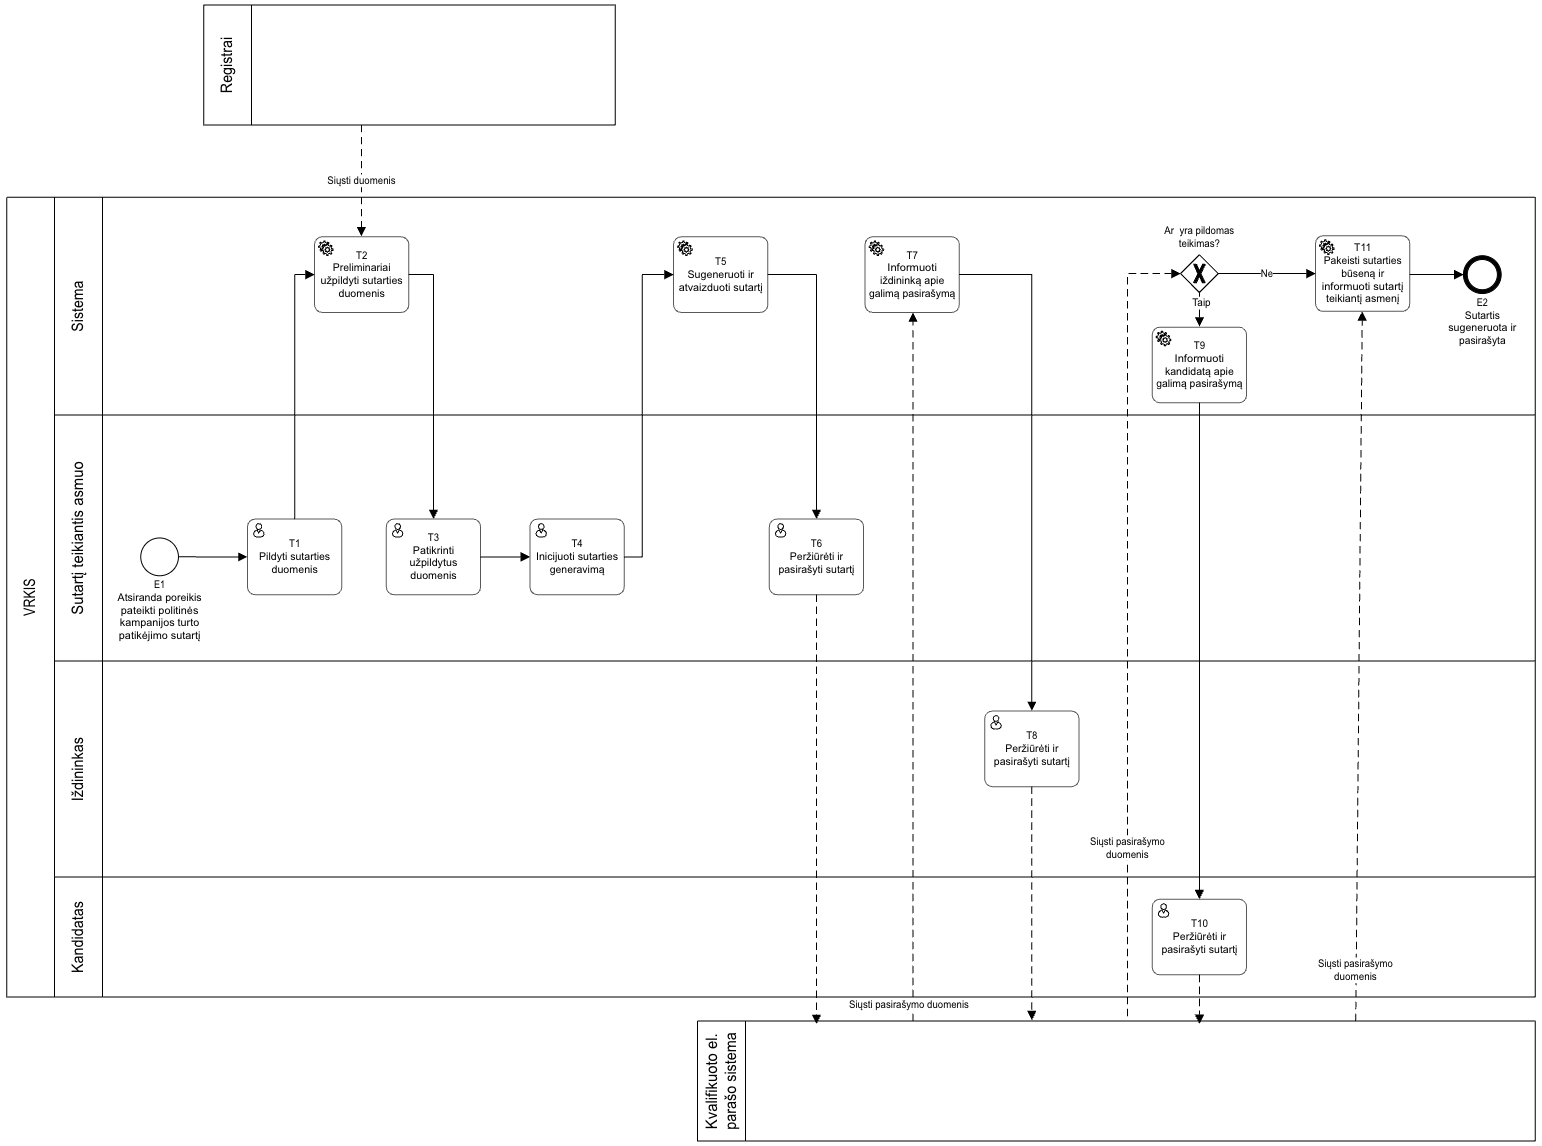 Registrai
Siųsti duomenis
VRKIS
Sistema
T2
Preliminariai
užpildyti sutarties
duomenis
T5
Sugeneruoti ir
atvaizduoti sutartį
T7
Informuoti
iždininką apie
galimą pasirašymą
Ar yra pildomas
teikimas?
Ne
Taip
T9
Informuoti
kandidatą apie
galimą pasirašymą
T11
Pakeisti sutarties
būseną ir
informuoti sutartį
teikiantį asmenį
E2
Sutartis
sugeneruota ir
pasirašyta
Sutartį teikiantis asmuo
E1
Atsiranda poreikis
pateikti politinės
kampanijos turto
patikėjimo sutartį
T1
Pildyti sutarties
duomenis
T3
Patikrinti
užpildytus
duomenis
T4
Inicijuoti sutarties
generavimą
T6
Peržiūrėti ir
pasirašyti sutartį
Iždininkas
T8
Peržiūrėti ir
pasirašyti sutartį
Siųsti pasirašymo
duomenis
Kandidatas
T10
Peržiūrėti ir
pasirašyti sutartį
Siųsti pasirašymo
duomenis
Siųsti pasirašymo duomenis
Kvalifikuoto el.
parašo sistema